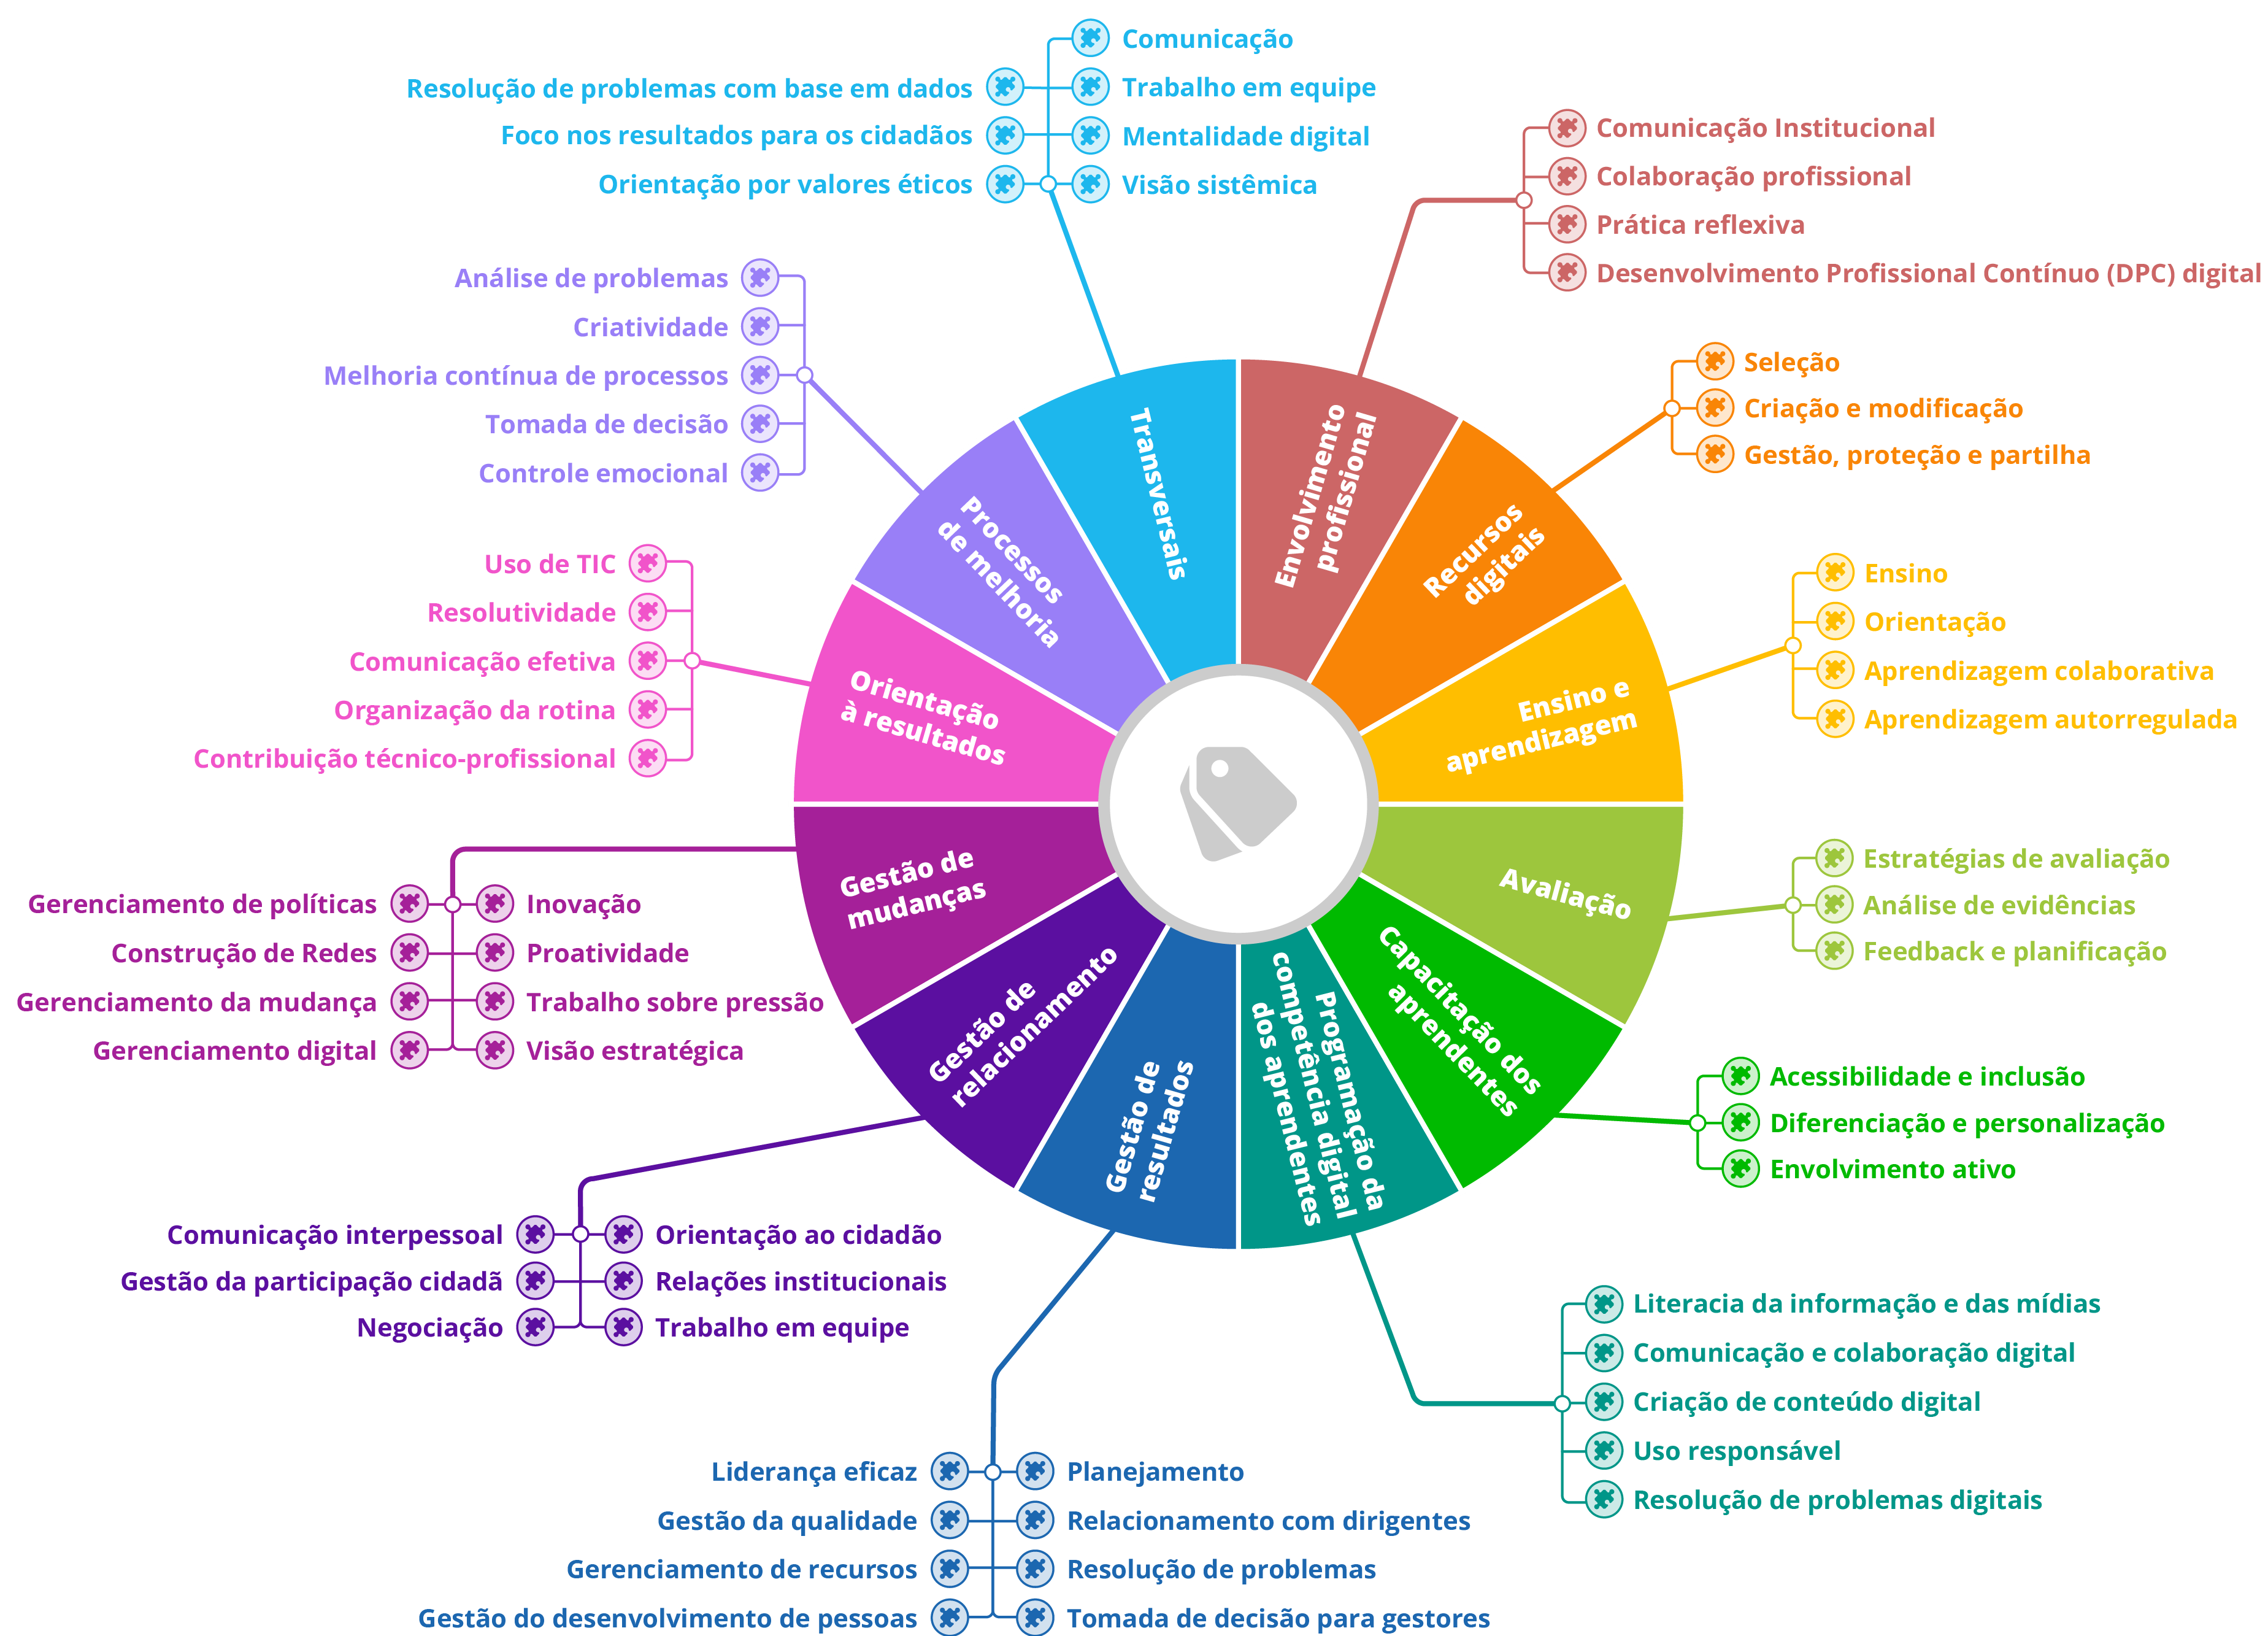 Comunicação
Trabalho em equipe
Mentalidade digital
Visão sistêmica
Resolução de problemas com base em dados
Foco nos resultados para os cidadãos
Orientação por valores éticos
Transversais
Comunicação Institucional
Colaboração profissional
Prática reflexiva
Desenvolvimento Profissional Contínuo (DPC) digital
Envolvimento
profissional
Seleção
Criação e modificação
Gestão, proteção e partilha
Recursos
digitais
Ensino
Orientação
Aprendizagem colaborativa
Aprendizagem autorregulada
Ensino e
aprendizagem
Estratégias de avaliação
Análise de evidências
Feedback e planificação
Avaliação
Acessibilidade e inclusão
Diferenciação e personalização
Envolvimento ativo
Capacitação dos
aprendentes
Literacia da informação e das mídias
Comunicação e colaboração digital
Criação de conteúdo digital
Uso responsável
Resolução de problemas digitais
Programação da
competência digital
dos aprendentes
Liderança eficaz
Gestão da qualidade
Gerenciamento de recursos
Gestão do desenvolvimento de pessoas
Planejamento
Relacionamento com dirigentes
Resolução de problemas
Tomada de decisão para gestores
Gestão de
resultados
Comunicação interpessoal
Gestão da participação cidadã
Negociação
Orientação ao cidadão
Relações institucionais
Trabalho em equipe
Gestão de
relacionamento
Gerenciamento de políticas
Construção de Redes
Gerenciamento da mudança
Gerenciamento digital
Inovação
Proatividade
Trabalho sobre pressão
Visão estratégica
Gestão de
mudanças
Uso de TIC
Resolutividade
Comunicação efetiva
Organização da rotina
Contribuição técnico-profissional
Orientação
à resultados
Análise de problemas
Criatividade
Melhoria contínua de processos
Tomada de decisão
Controle emocional
Processos
de melhoria